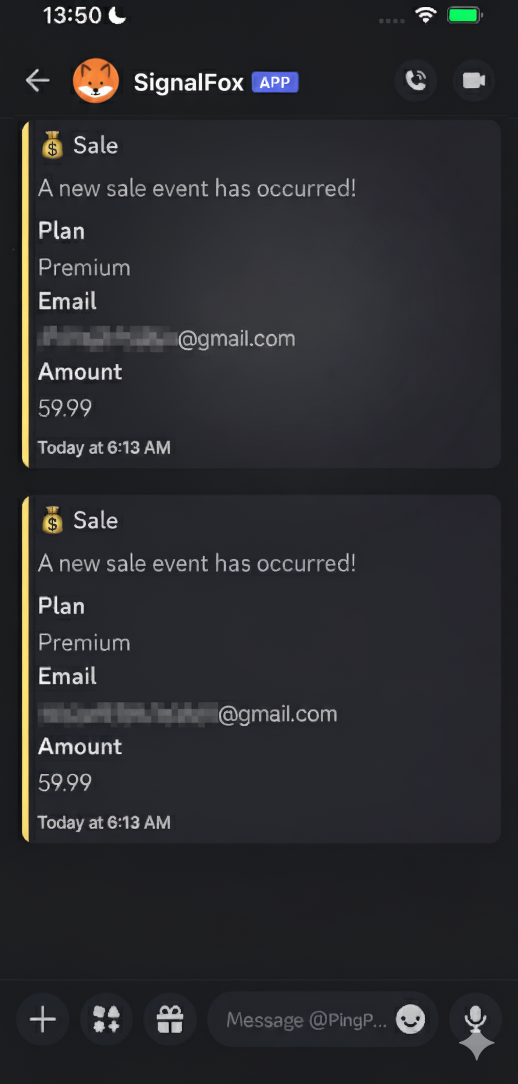 13:50
SignalFox APP
Sale
A new sale event has occurred!
Plan
Premium
Email
@gmail.com
Amount
59.99
Today at 6:13 AM
Sale
A new sale event has occurred!
Plan
Premium
Email
@gmail.com
Amount
59.99
Today at 6:13 AM
Message @PingP...